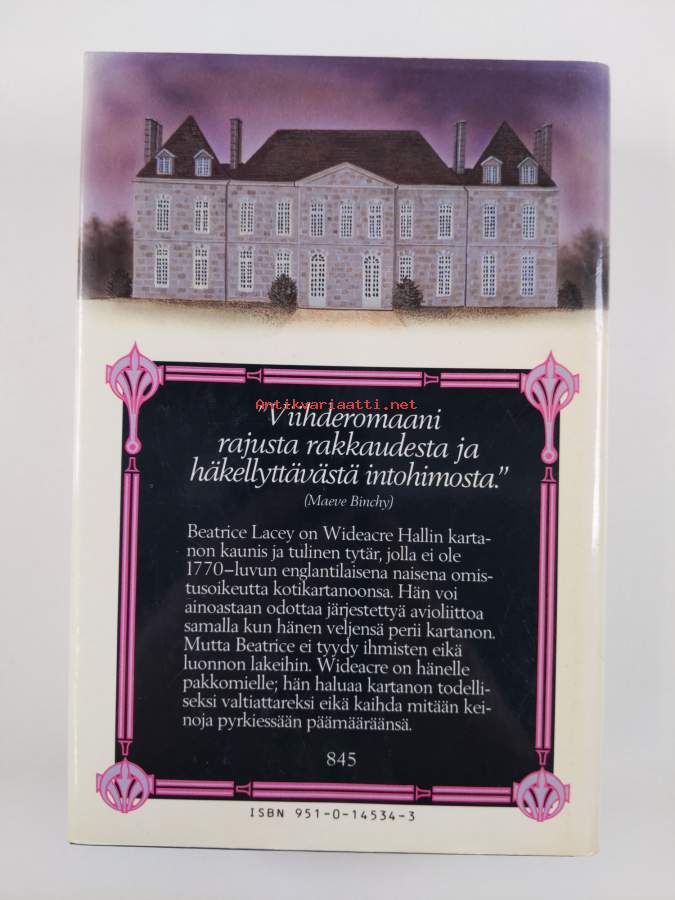 Antikvariaatti.net
"Viihderomaani
rajusta rakkaudesta ja
häkellyttävästä intohimosta."
(Maeve Binchy)
Beatrice Lacey on Wideacre Hallin karta-
non kaunis ja tulinen tytär, jolla ei ole
1770–luvun englantilaisena naisena omis-
tusoikeutta kotikartanoonsa. Hän voi
ainoastaan odottaa järjestettyä avioliittoa
samalla kun hänen veljensä perii kartanon.
Mutta Beatrice ei tyydy ihmisten eikä
luonnon lakeihin. Wideacre on hänelle
pakkomielle; hän haluaa kartanon todelli-
seksi valtiattareksi eikä kaihda mitään kei-
noja pyrkiessään päämääräänsä.
845
ISBN 951-0-14534-3